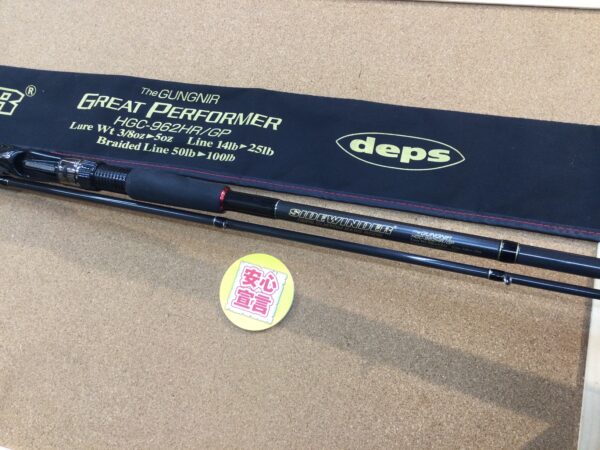 R®
The GUNGNIR
GREAT PERFORMER
HGC-962HR/GP
Lure Wt 3/8oz▶5oz Line 14lb▶25lb
Braided Line 50lb▶100lb
deps
SIDEWINDER
安心
宣言